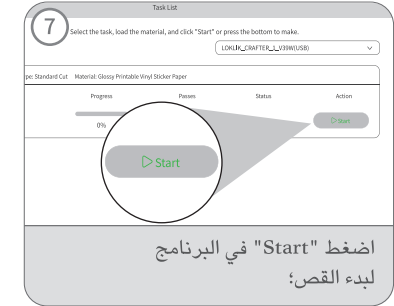 Task List
7
Select the task, load the material, and click "Start" or press the bottom to make.
LOKLiK_CRAFTER_1_V39W(USB)
pe: Standard Cut Material: Glossy Printable Vinyl Sticker Paper
Progress Passes Status Action
0%
Start
Start
اضغط "Start" في البرنامج
لبدء القص؛